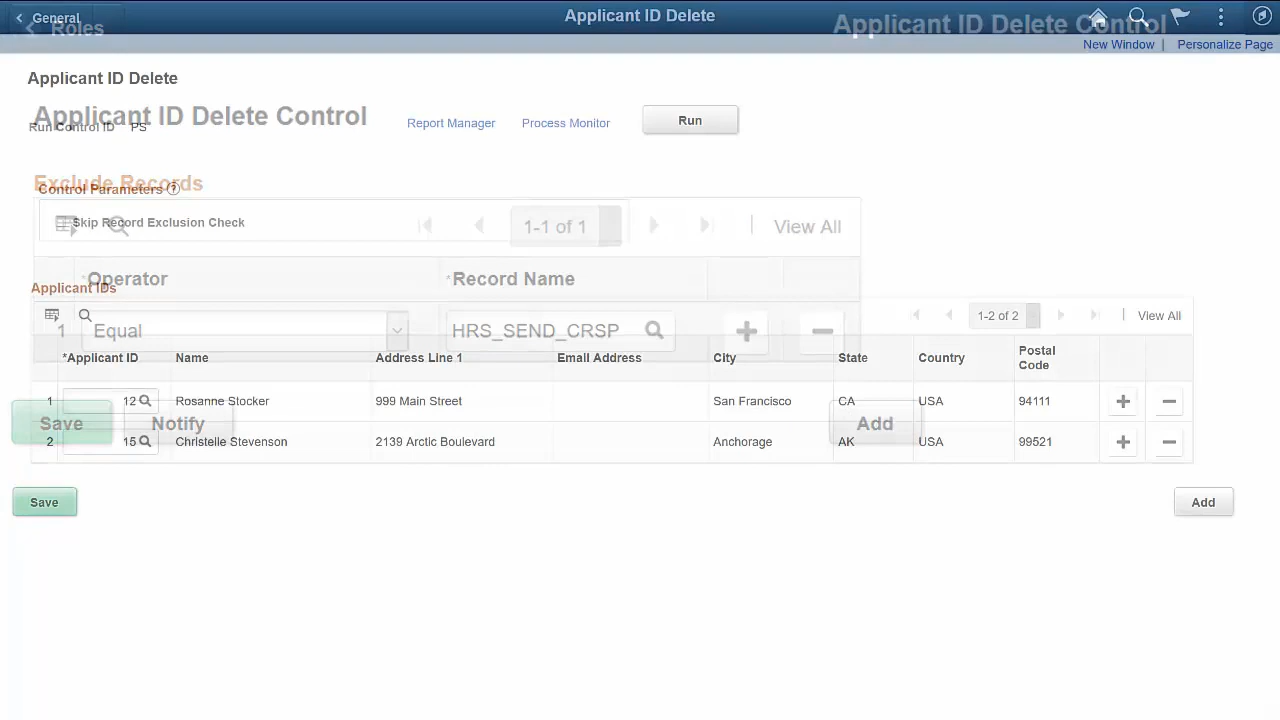 General
Applicant ID Delete
Roles
Applicant ID Delete Control
New Window | Personalize Page
Applicant ID Delete
Applicant ID Delete Control
Run Control ID PS
Report Manager Process Monitor Run
Exclude Records
Control Parameters ?
Skip Record Exclusion Check
1-1 of 1 | View All
*Operator *Record Name
Applicant IDs
1-2 of 2 | View All
1 Equal HRS_SEND_CRSP
*Applicant ID Name Address Line 1 Email Address City State Country Postal Code
1 12 Rosanne Stocker 999 Main Street San Francisco CA USA 94111
Save Notify Add
2 15 Christelle Stevenson 2139 Arctic Boulevard Anchorage AK USA 99521
Save Add